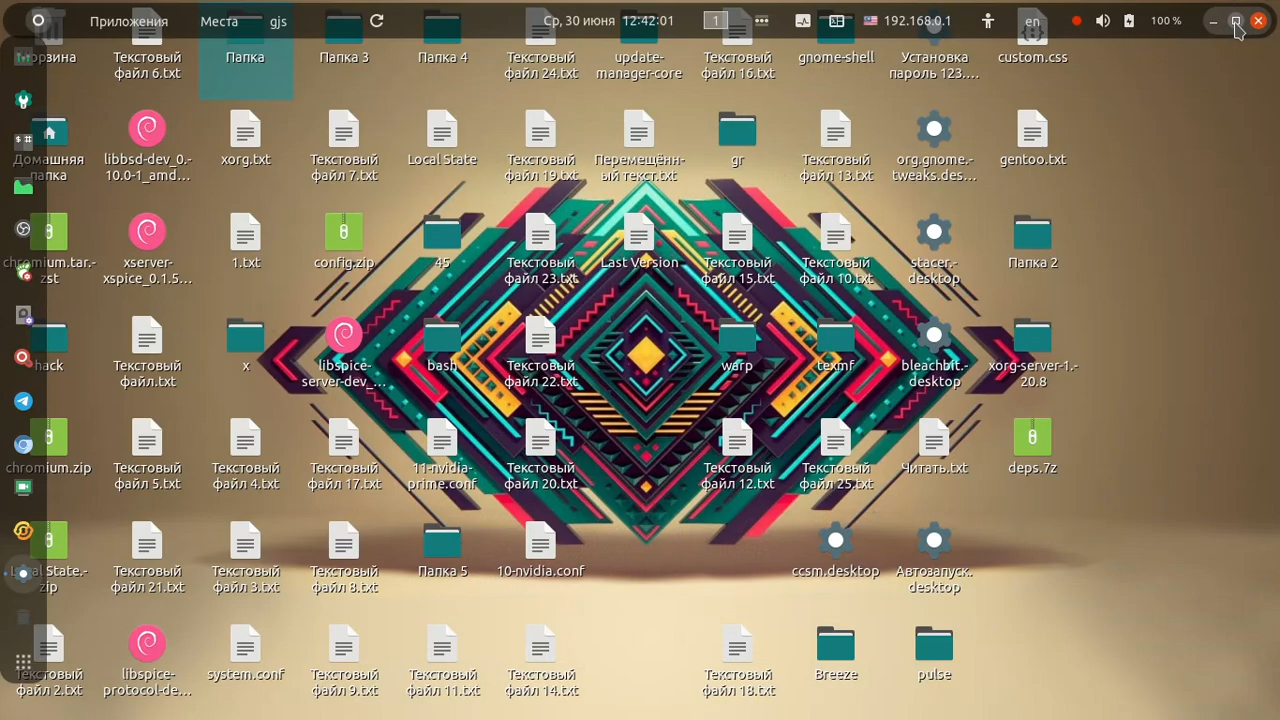 Приложения Места gjs Ср, 30 июня 12:42:01 1 192.168.0.1 en 100 %
Текстовый файл 6.txt
Папка
Папка 3
Папка 4
Текстовый файл 24.txt
update-
manager-core
Текстовый файл 16.txt
gnome-shell
Установка
пароль 123....
custom.css
Домашняя
папка
libbsd-dev_0.-
10.0-1_amd...
xorg.txt
Текстовый
файл 7.txt
Local State
Текстовый
файл 19.txt
Перемещённ-
ый текст.txt
gr
Текстовый
файл 13.txt
org.gnome.-
tweaks.des...
gentoo.txt
chromium.tar.-
zst
xserver-
xspice_0.1.5...
1.txt
config.zip
45
Текстовый
файл 23.txt
Last Version
Текстовый
файл 15.txt
Текстовый
файл 10.txt
stacer.-
desktop
Папка 2
hack
Текстовый
файл.txt
x
libspice-
server-dev_...
bash
Текстовый
файл 22.txt
warp
texmf
bleachbit.-
desktop
xorg-server-1.-
20.8
chromium.zip
Текстовый
файл 5.txt
Текстовый
файл 4.txt
Текстовый
файл 17.txt
11-nvidia-
prime.conf
Текстовый
файл 20.txt
Текстовый
файл 12.txt
Текстовый
файл 25.txt
Читать.txt
deps.7z
Local State.-
zip
Текстовый
файл 21.txt
Текстовый
файл 3.txt
Текстовый
файл 8.txt
Папка 5
10-nvidia.conf
ccsm.desktop
Автозапуск.
desktop
Текстовый
файл 2.txt
libspice-
protocol-de...
system.conf
Текстовый
файл 9.txt
Текстовый
файл 11.txt
Текстовый
файл 14.txt
Текстовый
файл 18.txt
Breeze
pulse